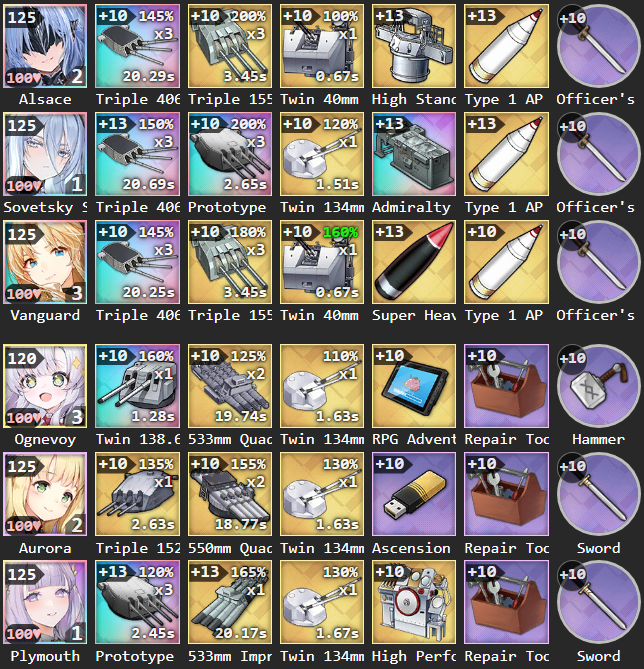 125 +10 145% +10 200% +10 100% +13 +13 +10
x3 x3 x1
100♥ 2 20.29s 3.45s 0.67s
Alsace Triple 406 Triple 155 Twin 40mm High Stand Type 1 AP Officer's
125 +13 150% +10 200% +10 120% +13 +13 +10
x3 x3 x1
100♥ 1 20.69s 2.65s 1.51s
Sovetsky S Triple 406 Prototype Twin 134mm Admiralty Type 1 AP Officer's
125 +10 145% +10 180% +10 160% +13 +10 +10
x3 x3 x1
100♥ 3 20.25s 3.45s 0.67s
Vanguard Triple 406 Triple 155 Twin 40mm Super Heav Type 1 AP Officer's
120 +10 160% +10 125% 110% +10 +10 +10
x1 x2 x1
100♥ 3 1.28s 19.74s 1.63s
Ognevoy Twin 138.6 533mm Quad Twin 134mm RPG Advent Repair Too Hammer
125 +10 135% +10 155% 130% +10 +10 +10
x1 x2 x1
100♥ 2 2.63s 18.77s 1.63s
Aurora Triple 152 550mm Quad Twin 134mm Ascension Repair Too Sword
125 +13 120% +13 165% 130% +10 +10 +10
x3 x1 x1
100♥ 1 2.45s 20.17s 1.67s
Plymouth Prototype 533mm Impr Twin 134mm High Perfo Repair Too Sword